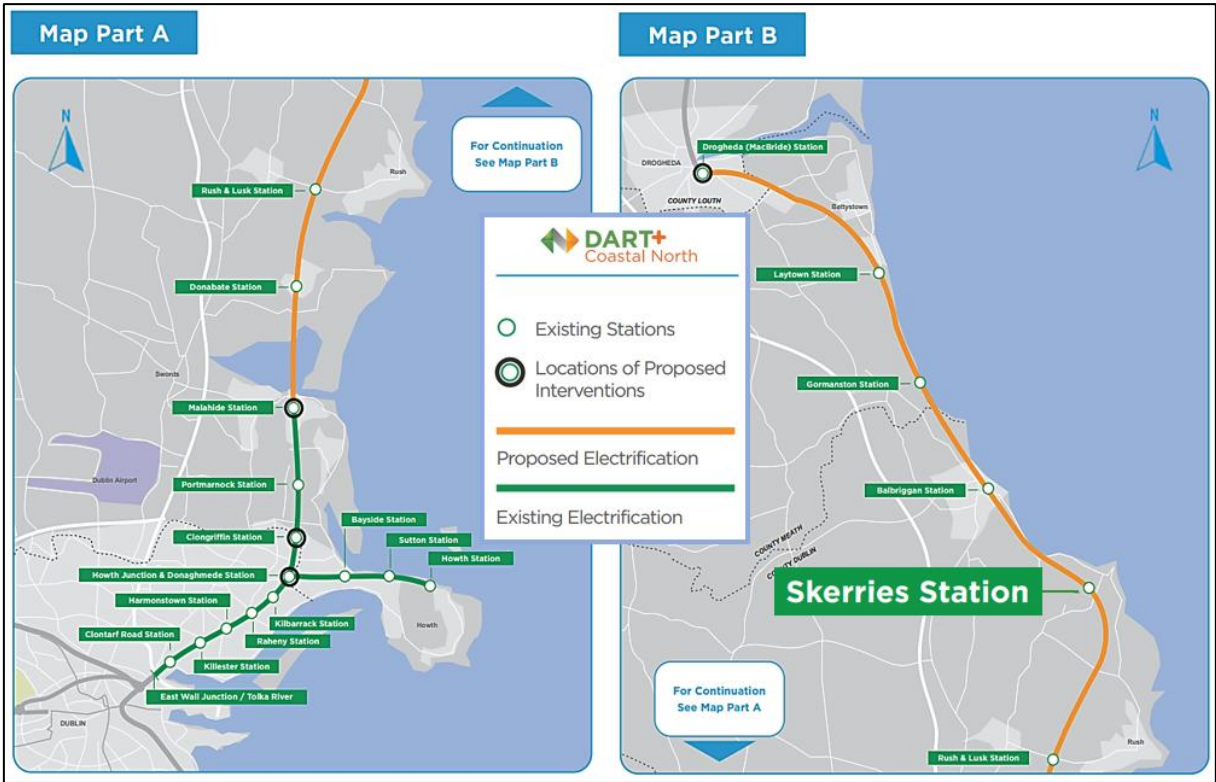 Map Part A
N
For Continuation
See Map Part B
Rush
Rush & Lusk Station
Donabate Station
Swords
Malahide Station
Dublin Airport
Portmarnock Station
Clongriffin Station
Bayside Station
Sutton Station
Howth Station
Howth Junction & Donaghmede Station
Harmonstown Station
Kilbarrack Station
Howth
Clontarf Road Station
Raheny Station
Killester Station
East Wall Junction / Tolka River
DUBLIN
DART+
Coastal North
Existing Stations
Locations of Proposed
Interventions
Proposed Electrification
Existing Electrification
Map Part B
N
Drogheda (MacBride) Station
DROGHEDA
COUNTY LOUTH
Bettystown
Laytown Station
Gormanston Station
Balbriggan Station
COUNTY MEATH
COUNTY DUBLIN
Skerries Station
For Continuation
See Map Part A
Rush
Rush & Lusk Station